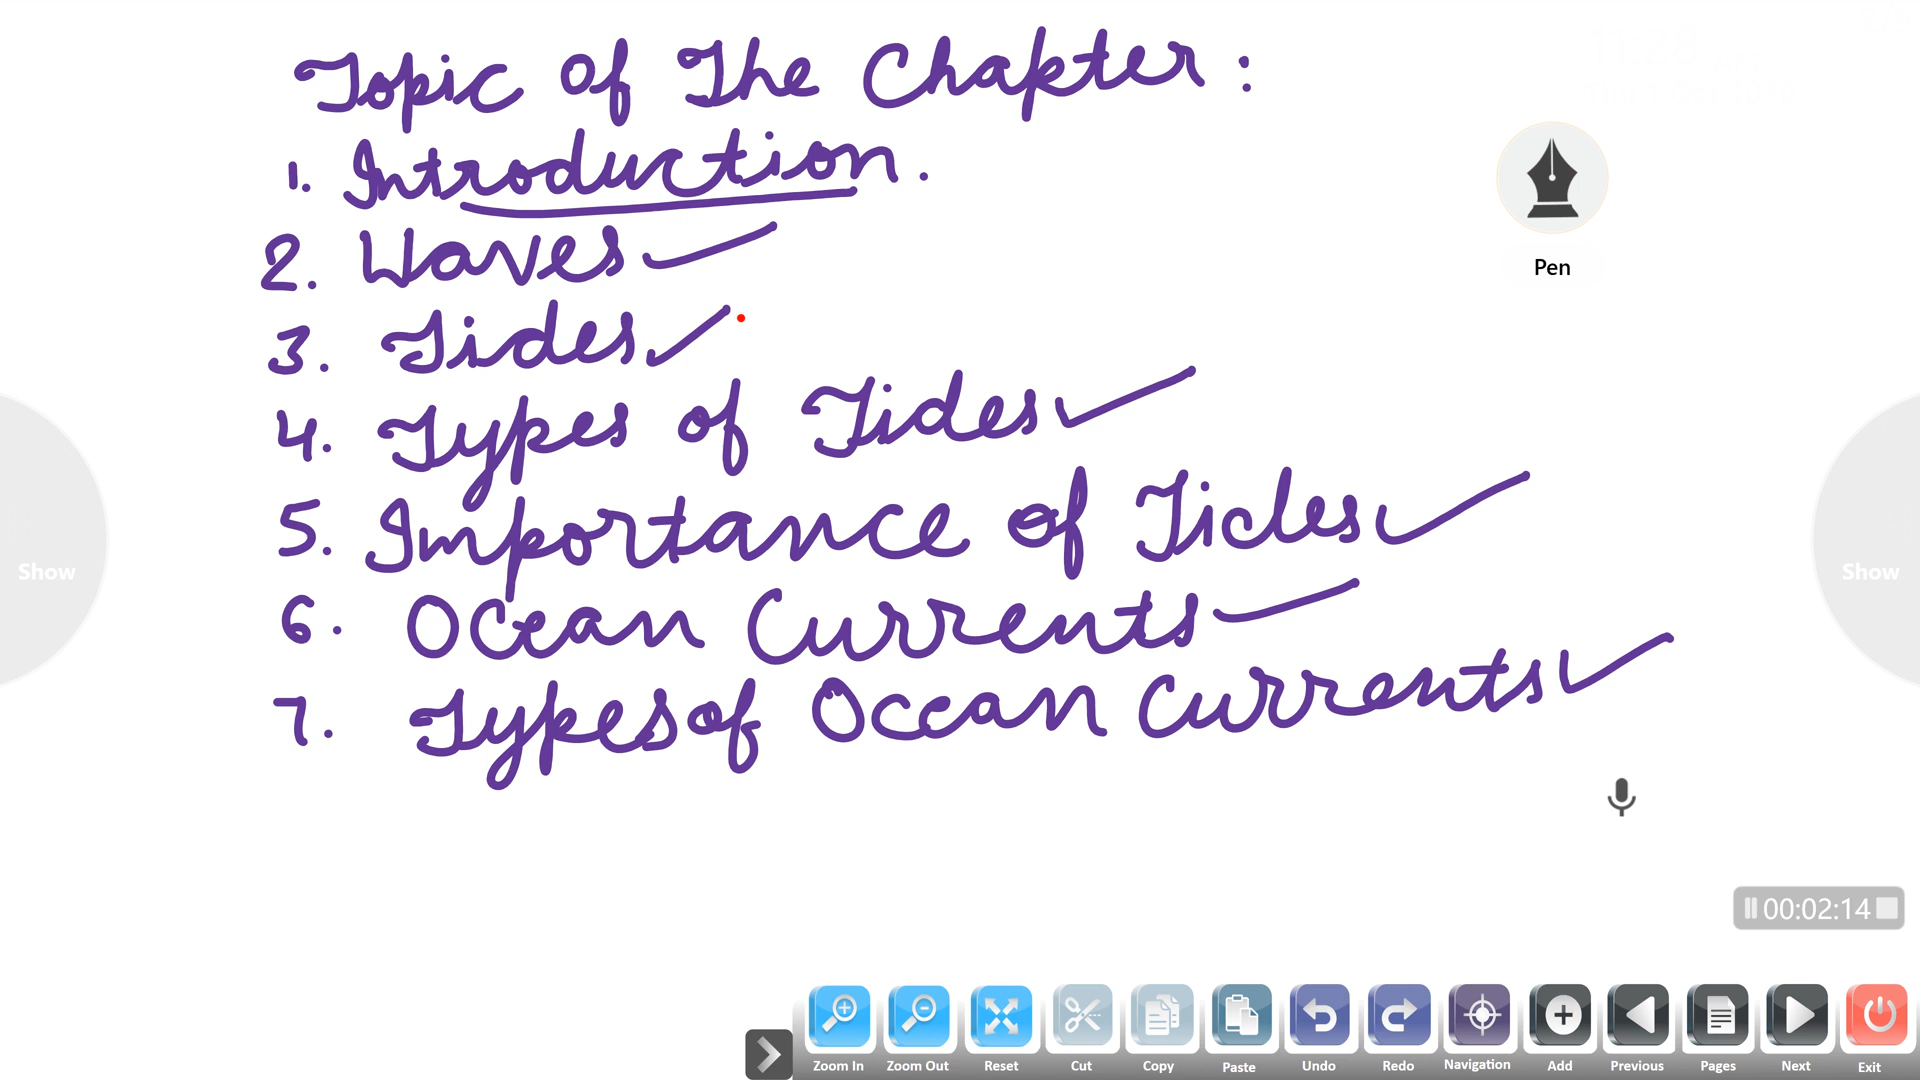 Topic of The Chapter :
1. Introduction.
2. Waves
3. Tides
4. Types of Tides
5. Importance of Tides
6. Ocean Currents
7. Types of Ocean Currents
Pen
Show
Show
00:02:14
Zoom In Zoom Out Reset Cut Copy Paste Undo Redo Navigation Add Previous Pages Next Exit